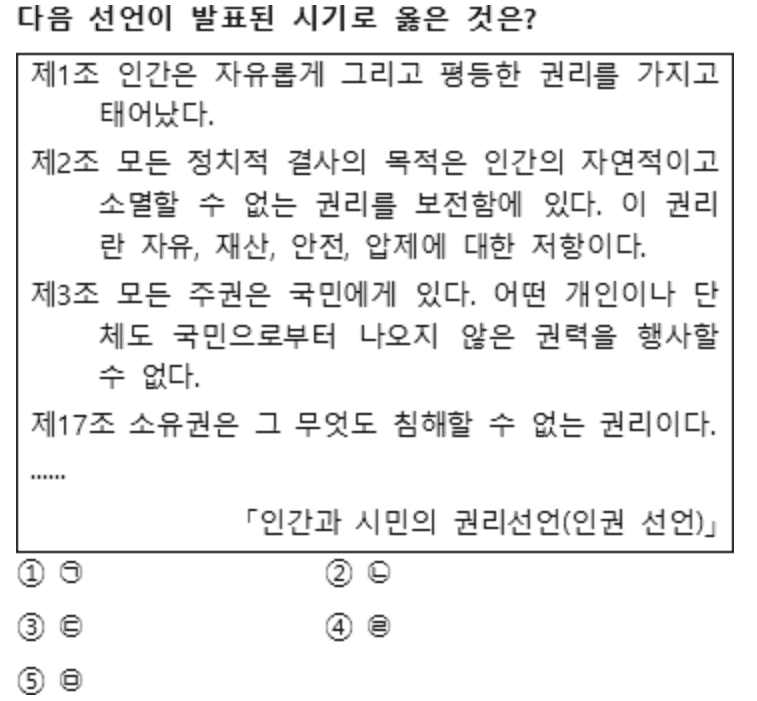 다음 선언이 발표된 시기로 옳은 것은?
제1조 인간은 자유롭게 그리고 평등한 권리를 가지고
태어났다.
제2조 모든 정치적 결사의 목적은 인간의 자연적이고
소멸할 수 없는 권리를 보전함에 있다. 이 권리
란 자유, 재산, 안전, 압제에 대한 저항이다.
제3조 모든 주권은 국민에게 있다. 어떤 개인이나 단
체도 국민으로부터 나오지 않은 권력을 행사할
수 없다.
제17조 소유권은 그 무엇도 침해할 수 없는 권리이다.
......
「인간과 시민의 권리선언(인권 선언)」
① ㉠ ② ㉡
③ ㉢ ④ ㉣
⑤ ㉤